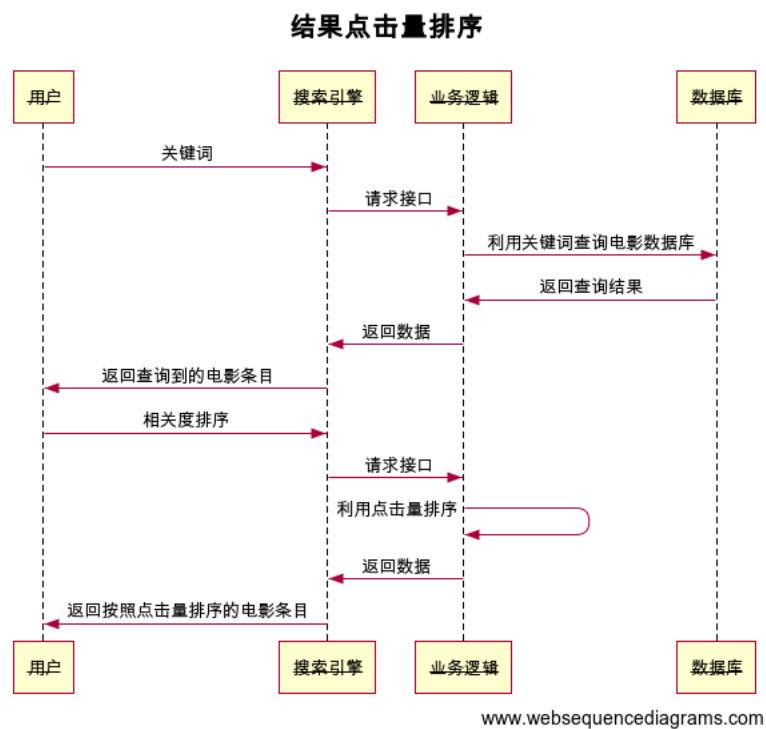 结果点击量排序
用户 搜索引擎 业务逻辑 数据库
关键词
请求接口
利用关键词查询电影数据库
返回查询结果
返回数据
返回查询到的电影条目
相关度排序
请求接口
利用点击量排序
返回数据
返回按照点击量排序的电影条目
用户 搜索引擎 业务逻辑 数据库
www.websequencediagrams.com